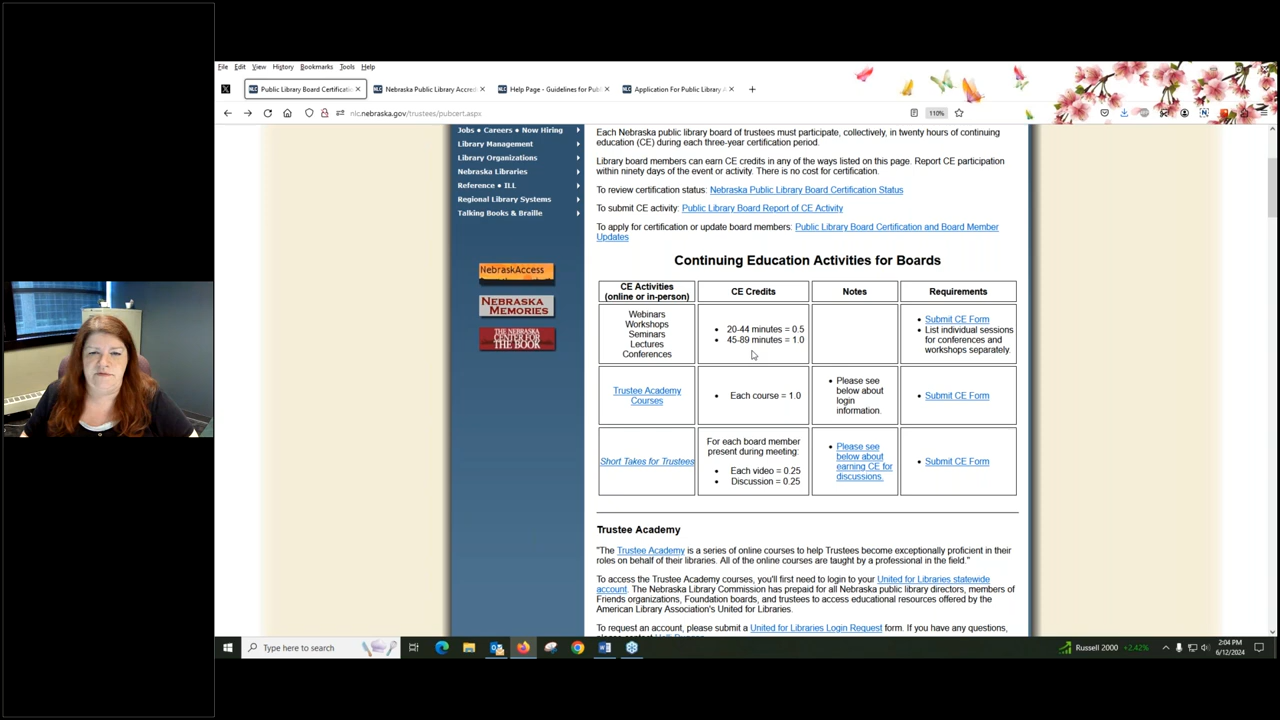 File Edit View History Bookmarks Tools Help
Public Library Board Certificatio
Nebraska Public Library Accred
Help Page - Guidelines for Publ
Application For Public Library A
nlc.nebraska.gov/trustees/pubcert.aspx
110%
Jobs • Careers • Now Hiring
Library Management
Library Organizations
Nebraska Libraries
Reference • ILL
Regional Library Systems
Talking Books & Braille
NebraskAccess
NEBRASKA
MEMORIES
THE NEBRASKA
CENTER FOR
THE BOOK
Each Nebraska public library board of trustees must participate, collectively, in twenty hours of continuing
education (CE) during each three-year certification period.
Library board members can earn CE credits in any of the ways listed on this page. Report CE participation
within ninety days of the event or activity. There is no cost for certification.
To review certification status: Nebraska Public Library Board Certification Status
To submit CE activity: Public Library Board Report of CE Activity
To apply for certification or update board members: Public Library Board Certification and Board Member
Updates
Continuing Education Activities for Boards
CE Activities
(online or in-person)
CE Credits
Notes
Requirements
Webinars
Workshops
Seminars
Lectures
Conferences
• 20-44 minutes = 0.5
• 45-89 minutes = 1.0
• Submit CE Form
• List individual sessions
for conferences and
workshops separately.
Trustee Academy
Courses
• Each course = 1.0
• Please see
below about
login
information.
• Submit CE Form
Short Takes for Trustees
For each board member
present during meeting:
• Each video = 0.25
• Discussion = 0.25
• Please see
below about
earning CE for
discussions.
• Submit CE Form
Trustee Academy
"The Trustee Academy is a series of online courses to help Trustees become exceptionally proficient in their
roles on behalf of their libraries. All of the online courses are taught by a professional in the field."
To access the Trustee Academy courses, you'll first need to login to your United for Libraries statewide
account. The Nebraska Library Commission has prepaid for all Nebraska public library directors, members of
Friends organizations, Foundation boards, and trustees to access educational resources offered by the
American Library Association's United for Libraries.
To request an account, please submit a United for Libraries Login Request form. If you have any questions,
Type here to search
Russell 2000 +2.42%
2:04 PM
6/12/2024